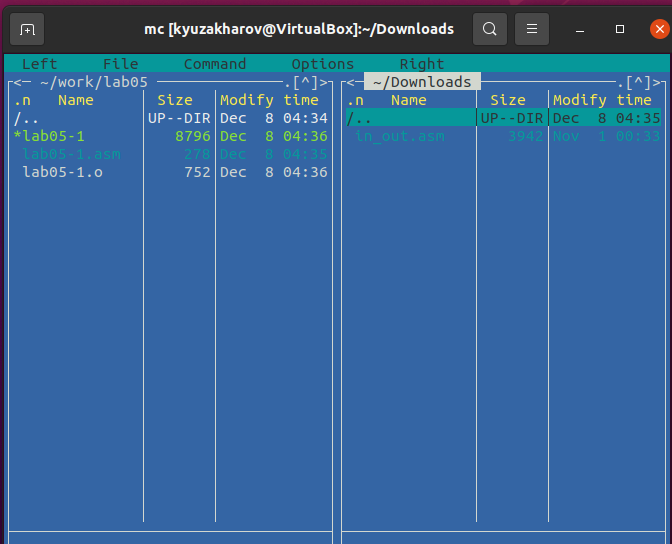 mc [kyuzakharov@VirtualBox]:~/Downloads
Left File Command Options Right
<─ ~/work/lab05 ─.[^]> <─ ~/Downloads ─.[^]>
.n Name Size Modify time .n Name Size Modify time
/.. UP--DIR Dec 8 04:34 /.. UP--DIR Dec 8 04:35
*lab05-1 8796 Dec 8 04:36 in_out.asm 3942 Nov 1 00:33
lab05-1.asm 278 Dec 8 04:35
lab05-1.o 752 Dec 8 04:36